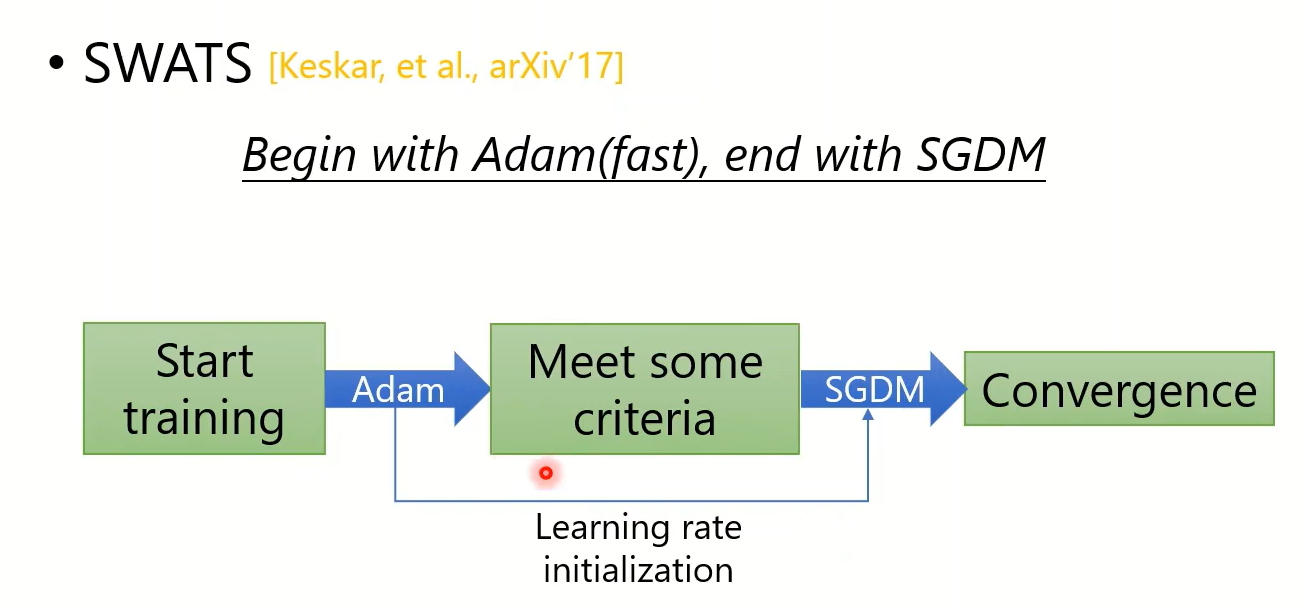 • SWATS [Keskar, et al., arXiv'17]
Begin with Adam(fast), end with SGDM
Start
training
Adam
Meet some
criteria
SGDM
Convergence
Learning rate
initialization